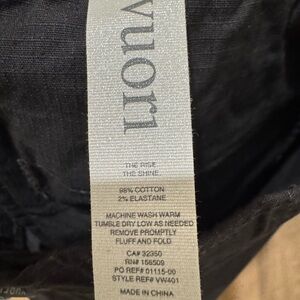 vuori
THE RISE
THE SHINE
98% COTTON
2% ELASTANE
MACHINE WASH WARM
TUMBLE DRY LOW AS NEEDED
REMOVE PROMPTLY
FLUFF AND FOLD
CA# 32350
RN# 156509
PO REF# 01115-00
STYLE REF# VW401
MADE IN CHINA